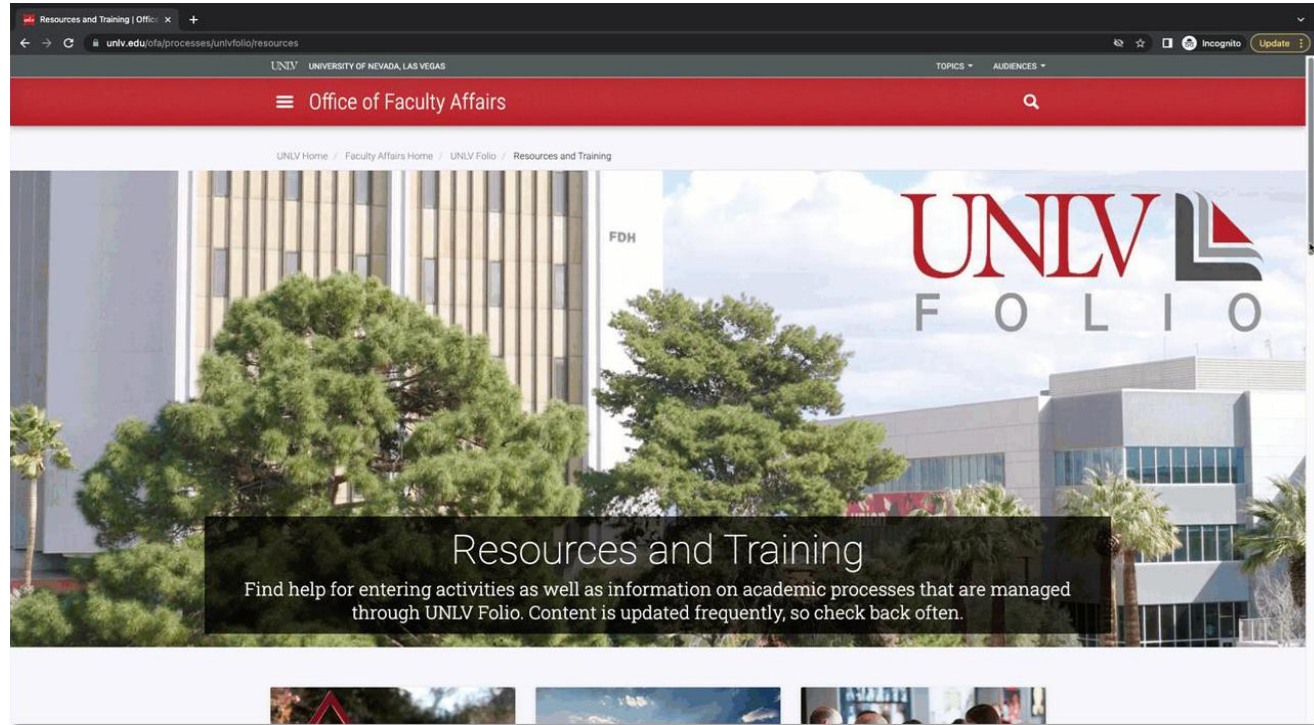 Resources and Training | Offic
unlv.edu/ofa/processes/unlvfolio/resources
Incognito
Update
UNLV UNIVERSITY OF NEVADA, LAS VEGAS
TOPICS
AUDIENCES
Office of Faculty Affairs
UNLV Home / Faculty Affairs Home / UNLV Folio / Resources and Training
FDH
UNLV
FOLIO
UNION
Resources and Training
Find help for entering activities as well as information on academic processes that are managed
through UNLV Folio. Content is updated frequently, so check back often.